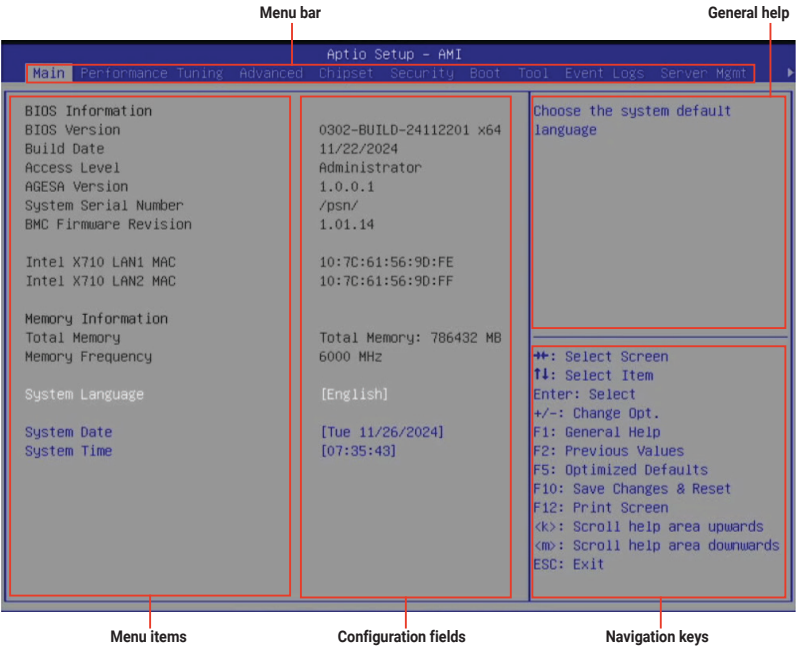 Menu bar
General help
Aptio Setup - AMI
Main Performance Tuning Advanced Chipset Security Boot Tool Event Logs Server Mgmt
BIOS Information
BIOS Version 0302-BUILD-24112201 x64
Build Date 11/22/2024
Access Level Administrator
AGESA Version 1.0.0.1
System Serial Number /psn/
BMC Firmware Revision 1.01.14
Intel X710 LAN1 MAC 10:7C:61:56:9D:FE
Intel X710 LAN2 MAC 10:7C:61:56:9D:FF
Memory Information
Total Memory Total Memory: 786432 MB
Memory Frequency 6000 MHz
System Language [English]
System Date [Tue 11/26/2024]
System Time [07:35:43]
Choose the system default
language
→←: Select Screen
↑↓: Select Item
Enter: Select
+/-: Change Opt.
F1: General Help
F2: Previous Values
F5: Optimized Defaults
F10: Save Changes & Reset
F12: Print Screen
<k>: Scroll help area upwards
<m>: Scroll help area downwards
ESC: Exit
Menu items
Configuration fields
Navigation keys